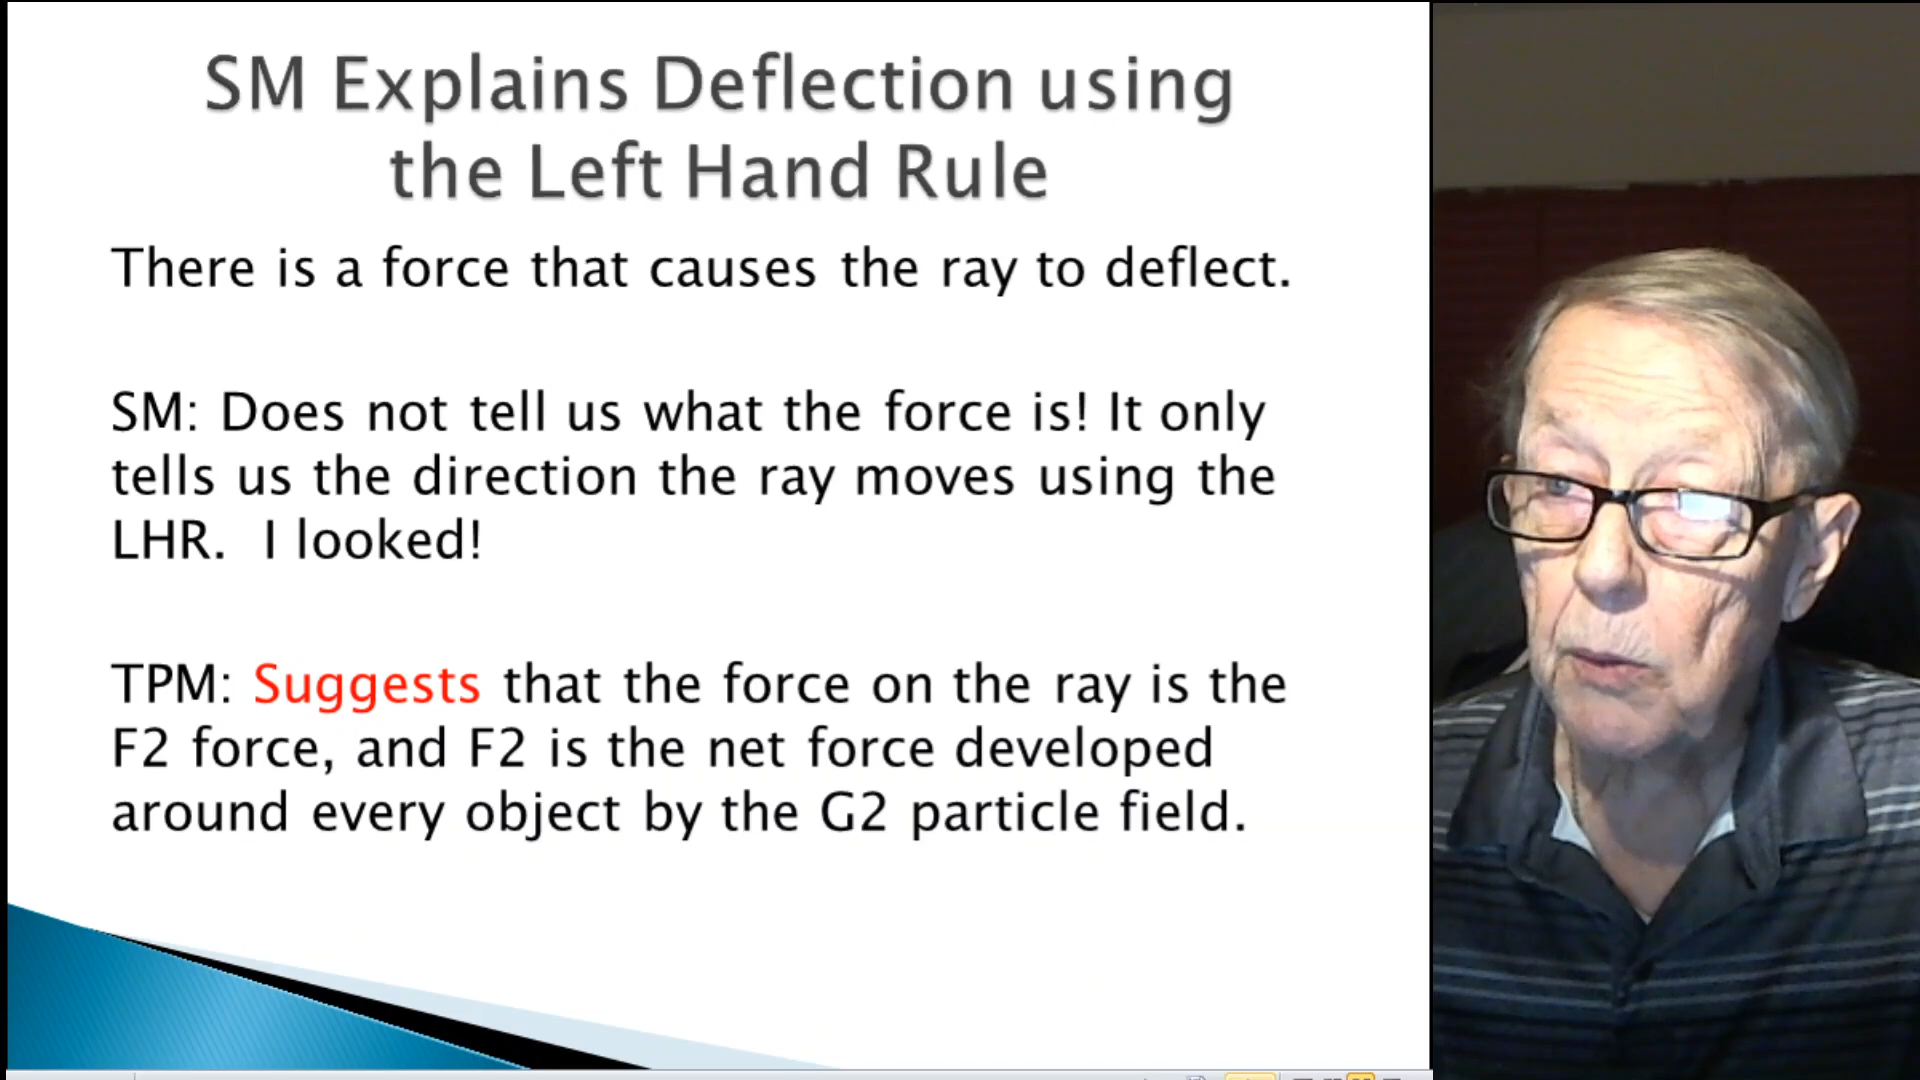 SM Explains Deflection using
the Left Hand Rule
There is a force that causes the ray to deflect.
SM: Does not tell us what the force is! It only
tells us the direction the ray moves using the
LHR. I looked!
TPM: Suggests that the force on the ray is the
F2 force, and F2 is the net force developed
around every object by the G2 particle field.